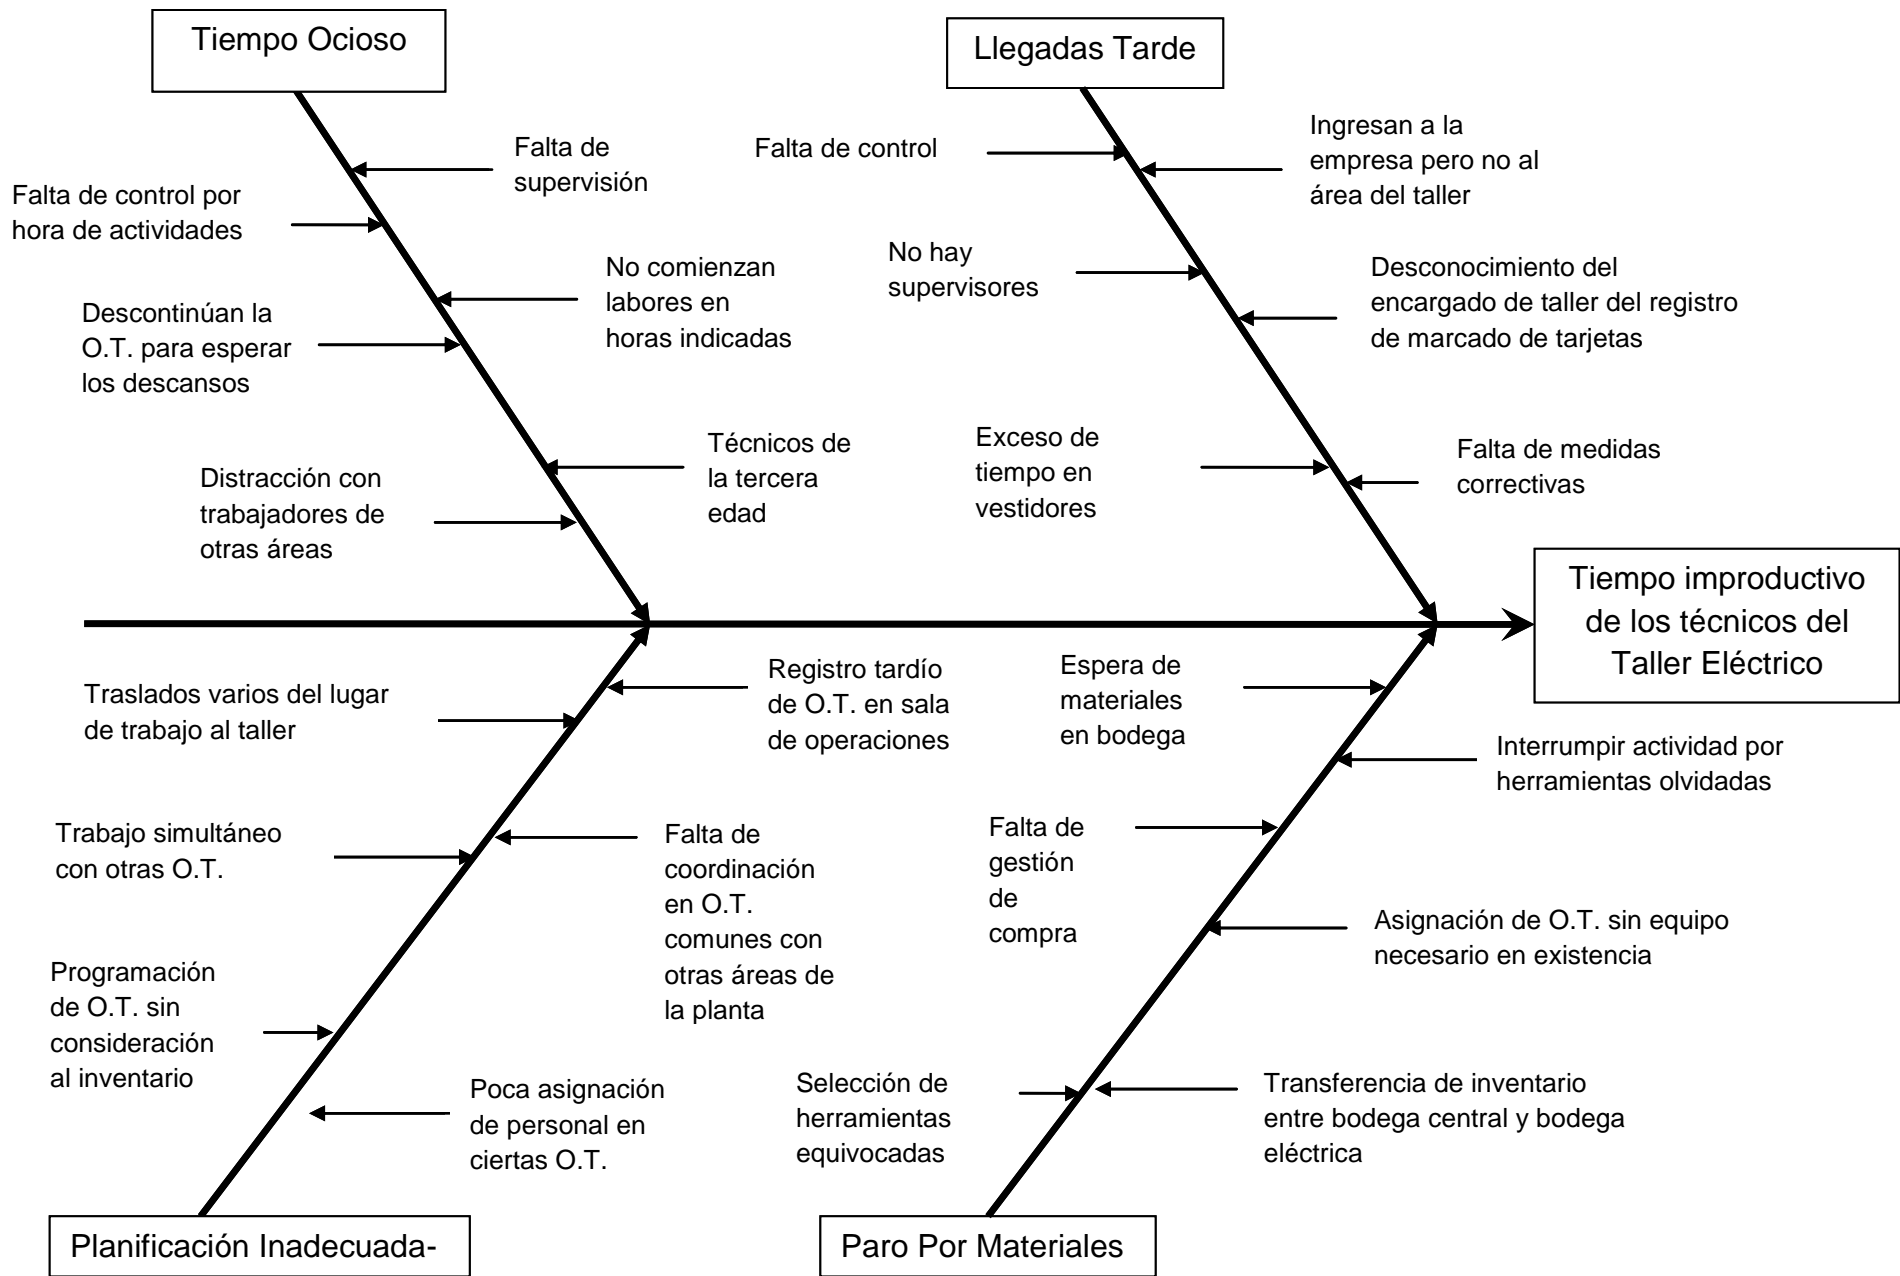 Tiempo Ocioso
Llegadas Tarde
Falta de
supervisión
Falta de control por
hora de actividades
No comienzan
labores en
horas indicadas
Descontinúan la
O.T. para esperar
los descansos
Técnicos de
la tercera
edad
Distracción con
trabajadores de
otras áreas
Falta de control
Ingresan a la
empresa pero no al
área del taller
No hay
supervisores
Desconocimiento del
encargado de taller del registro
de marcado de tarjetas
Exceso de
tiempo en
vestidores
Falta de medidas
correctivas
Tiempo improductivo
de los técnicos del
Taller Eléctrico
Traslados varios del lugar
de trabajo al taller
Registro tardío
de O.T. en sala
de operaciones
Trabajo simultáneo
con otras O.T.
Falta de
coordinación
en O.T.
comunes con
otras áreas de
la planta
Programación
de O.T. sin
consideración
al inventario
Poca asignación
de personal en
ciertas O.T.
Espera de
materiales
en bodega
Interrumpir actividad por
herramientas olvidadas
Falta de
gestión
de
compra
Asignación de O.T. sin equipo
necesario en existencia
Selección de
herramientas
equivocadas
Transferencia de inventario
entre bodega central y bodega
eléctrica
Planificación Inadecuada-
Paro Por Materiales